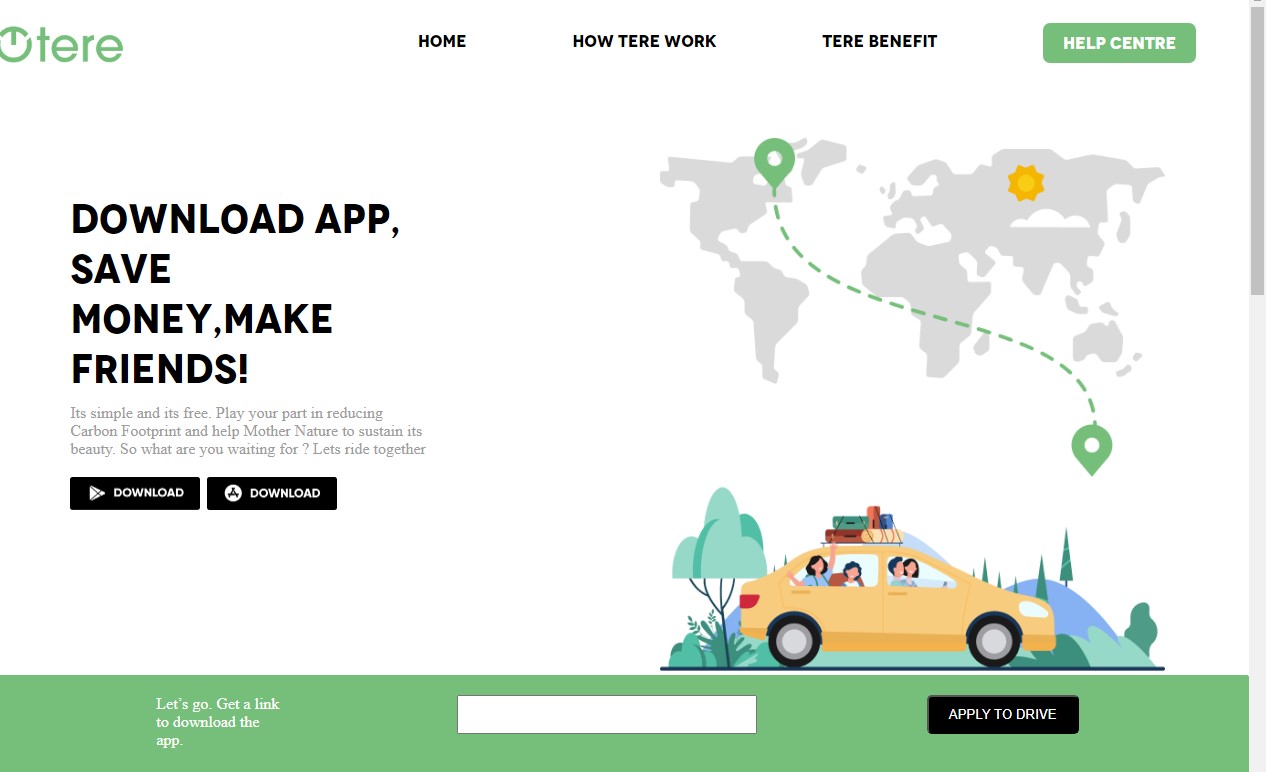 tere
HOME
HOW TERE WORK
TERE BENEFIT
HELP CENTRE
DOWNLOAD APP,
SAVE
MONEY,MAKE
FRIENDS!
Its simple and its free. Play your part in reducing
Carbon Footprint and help Mother Nature to sustain its
beauty. So what are you waiting for ? Lets ride together
DOWNLOAD
DOWNLOAD
Let’s go. Get a link
to download the
app.
APPLY TO DRIVE